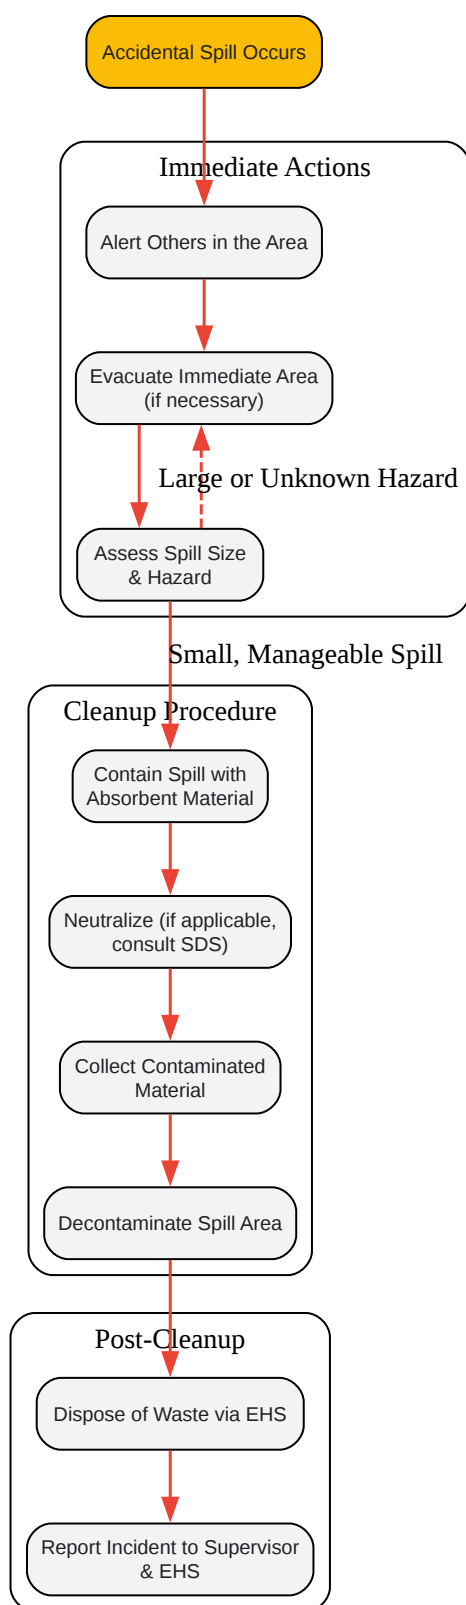 Accidental Spill Occurs
Immediate Actions
Alert Others in the Area
Evacuate Immediate Area
(if necessary)
Large or Unknown Hazard
Assess Spill Size
& Hazard
Small, Manageable Spill
Cleanup Procedure
Contain Spill with
Absorbent Material
Neutralize (if applicable,
consult SDS)
Collect Contaminated
Material
Decontaminate Spill Area
Post-Cleanup
Dispose of Waste via EHS
Report Incident to Supervisor
& EHS